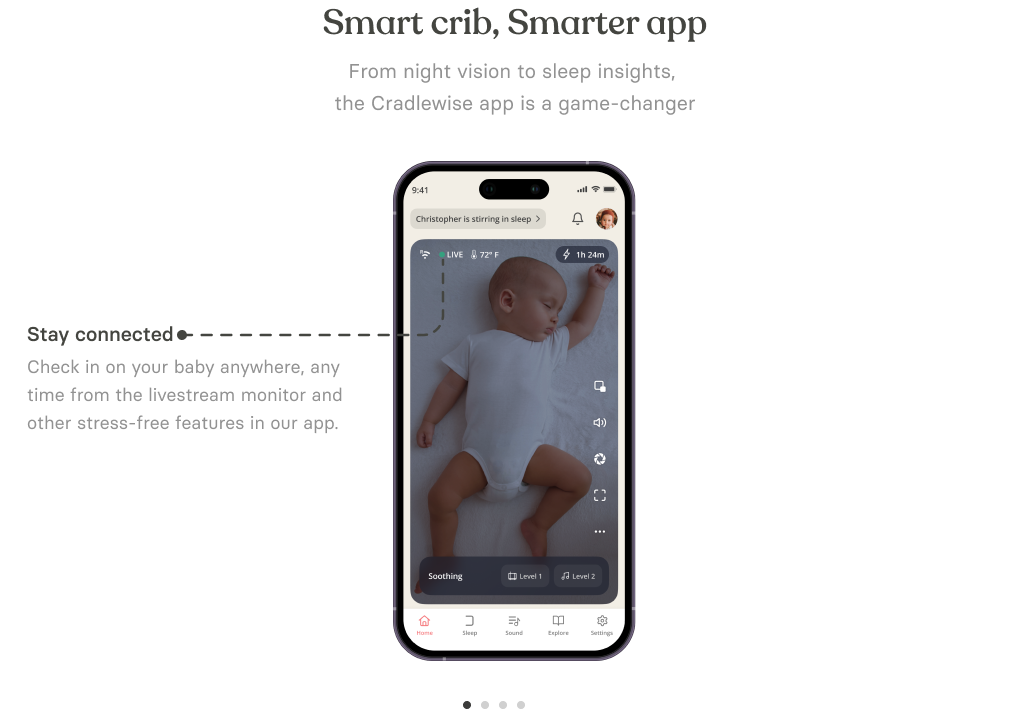 Smart crib, Smarter app
From night vision to sleep insights,
the Cradlewise app is a game-changer
9:41
Christopher is stirring in sleep
LIVE 72° F 1h 24m
Stay connected
Check in on your baby anywhere, any
time from the livestream monitor and
other stress-free features in our app.
Soothing Level 1 Level 2
Home Sleep Sound Explore Settings